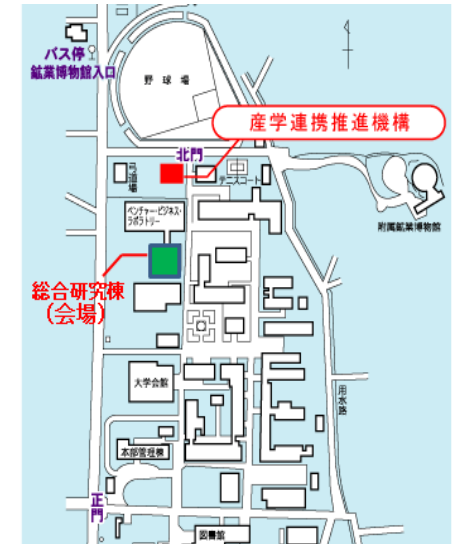 バス停
鉱業博物館入口
野球場
産学連携推進機構
北門
弓道場
テニスコート
ベンチャー・ビジネス・
ラボラトリー
附属鉱業博物館
総合研究棟
(会場)
大学会館
用水路
本部管理棟
正門
図書館